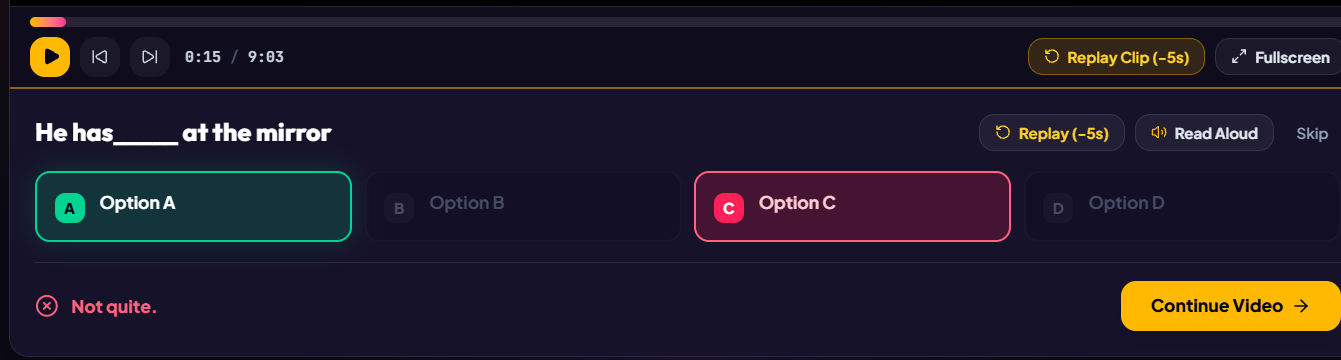 0:15 / 9:03
Replay Clip (-5s)
Fullscreen
He has_____ at the mirror
Replay (-5s)
Read Aloud
Skip
A Option A
B Option B
C Option C
D Option D
Not quite.
Continue Video →